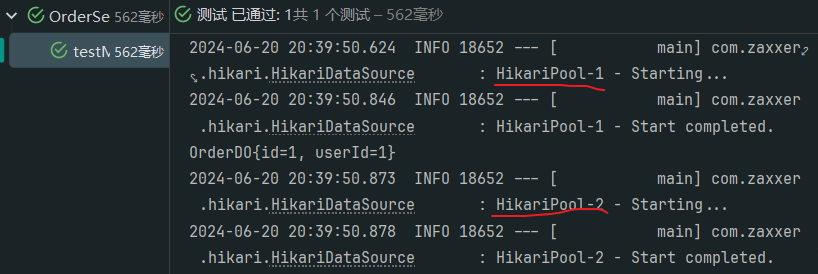 OrderSe 562毫秒
测试 已通过: 1共 1 个测试 – 562毫秒
testM 562毫秒
2024-06-20 20:39:50.624  INFO 18652 --- [           main] com.zaxxer
.hikari.HikariDataSource       : HikariPool-1 - Starting...
2024-06-20 20:39:50.846  INFO 18652 --- [           main] com.zaxxer
.hikari.HikariDataSource       : HikariPool-1 - Start completed.
OrderDO{id=1, userId=1}
2024-06-20 20:39:50.873  INFO 18652 --- [           main] com.zaxxer
.hikari.HikariDataSource       : HikariPool-2 - Starting...
2024-06-20 20:39:50.878  INFO 18652 --- [           main] com.zaxxer
.hikari.HikariDataSource       : HikariPool-2 - Start completed.